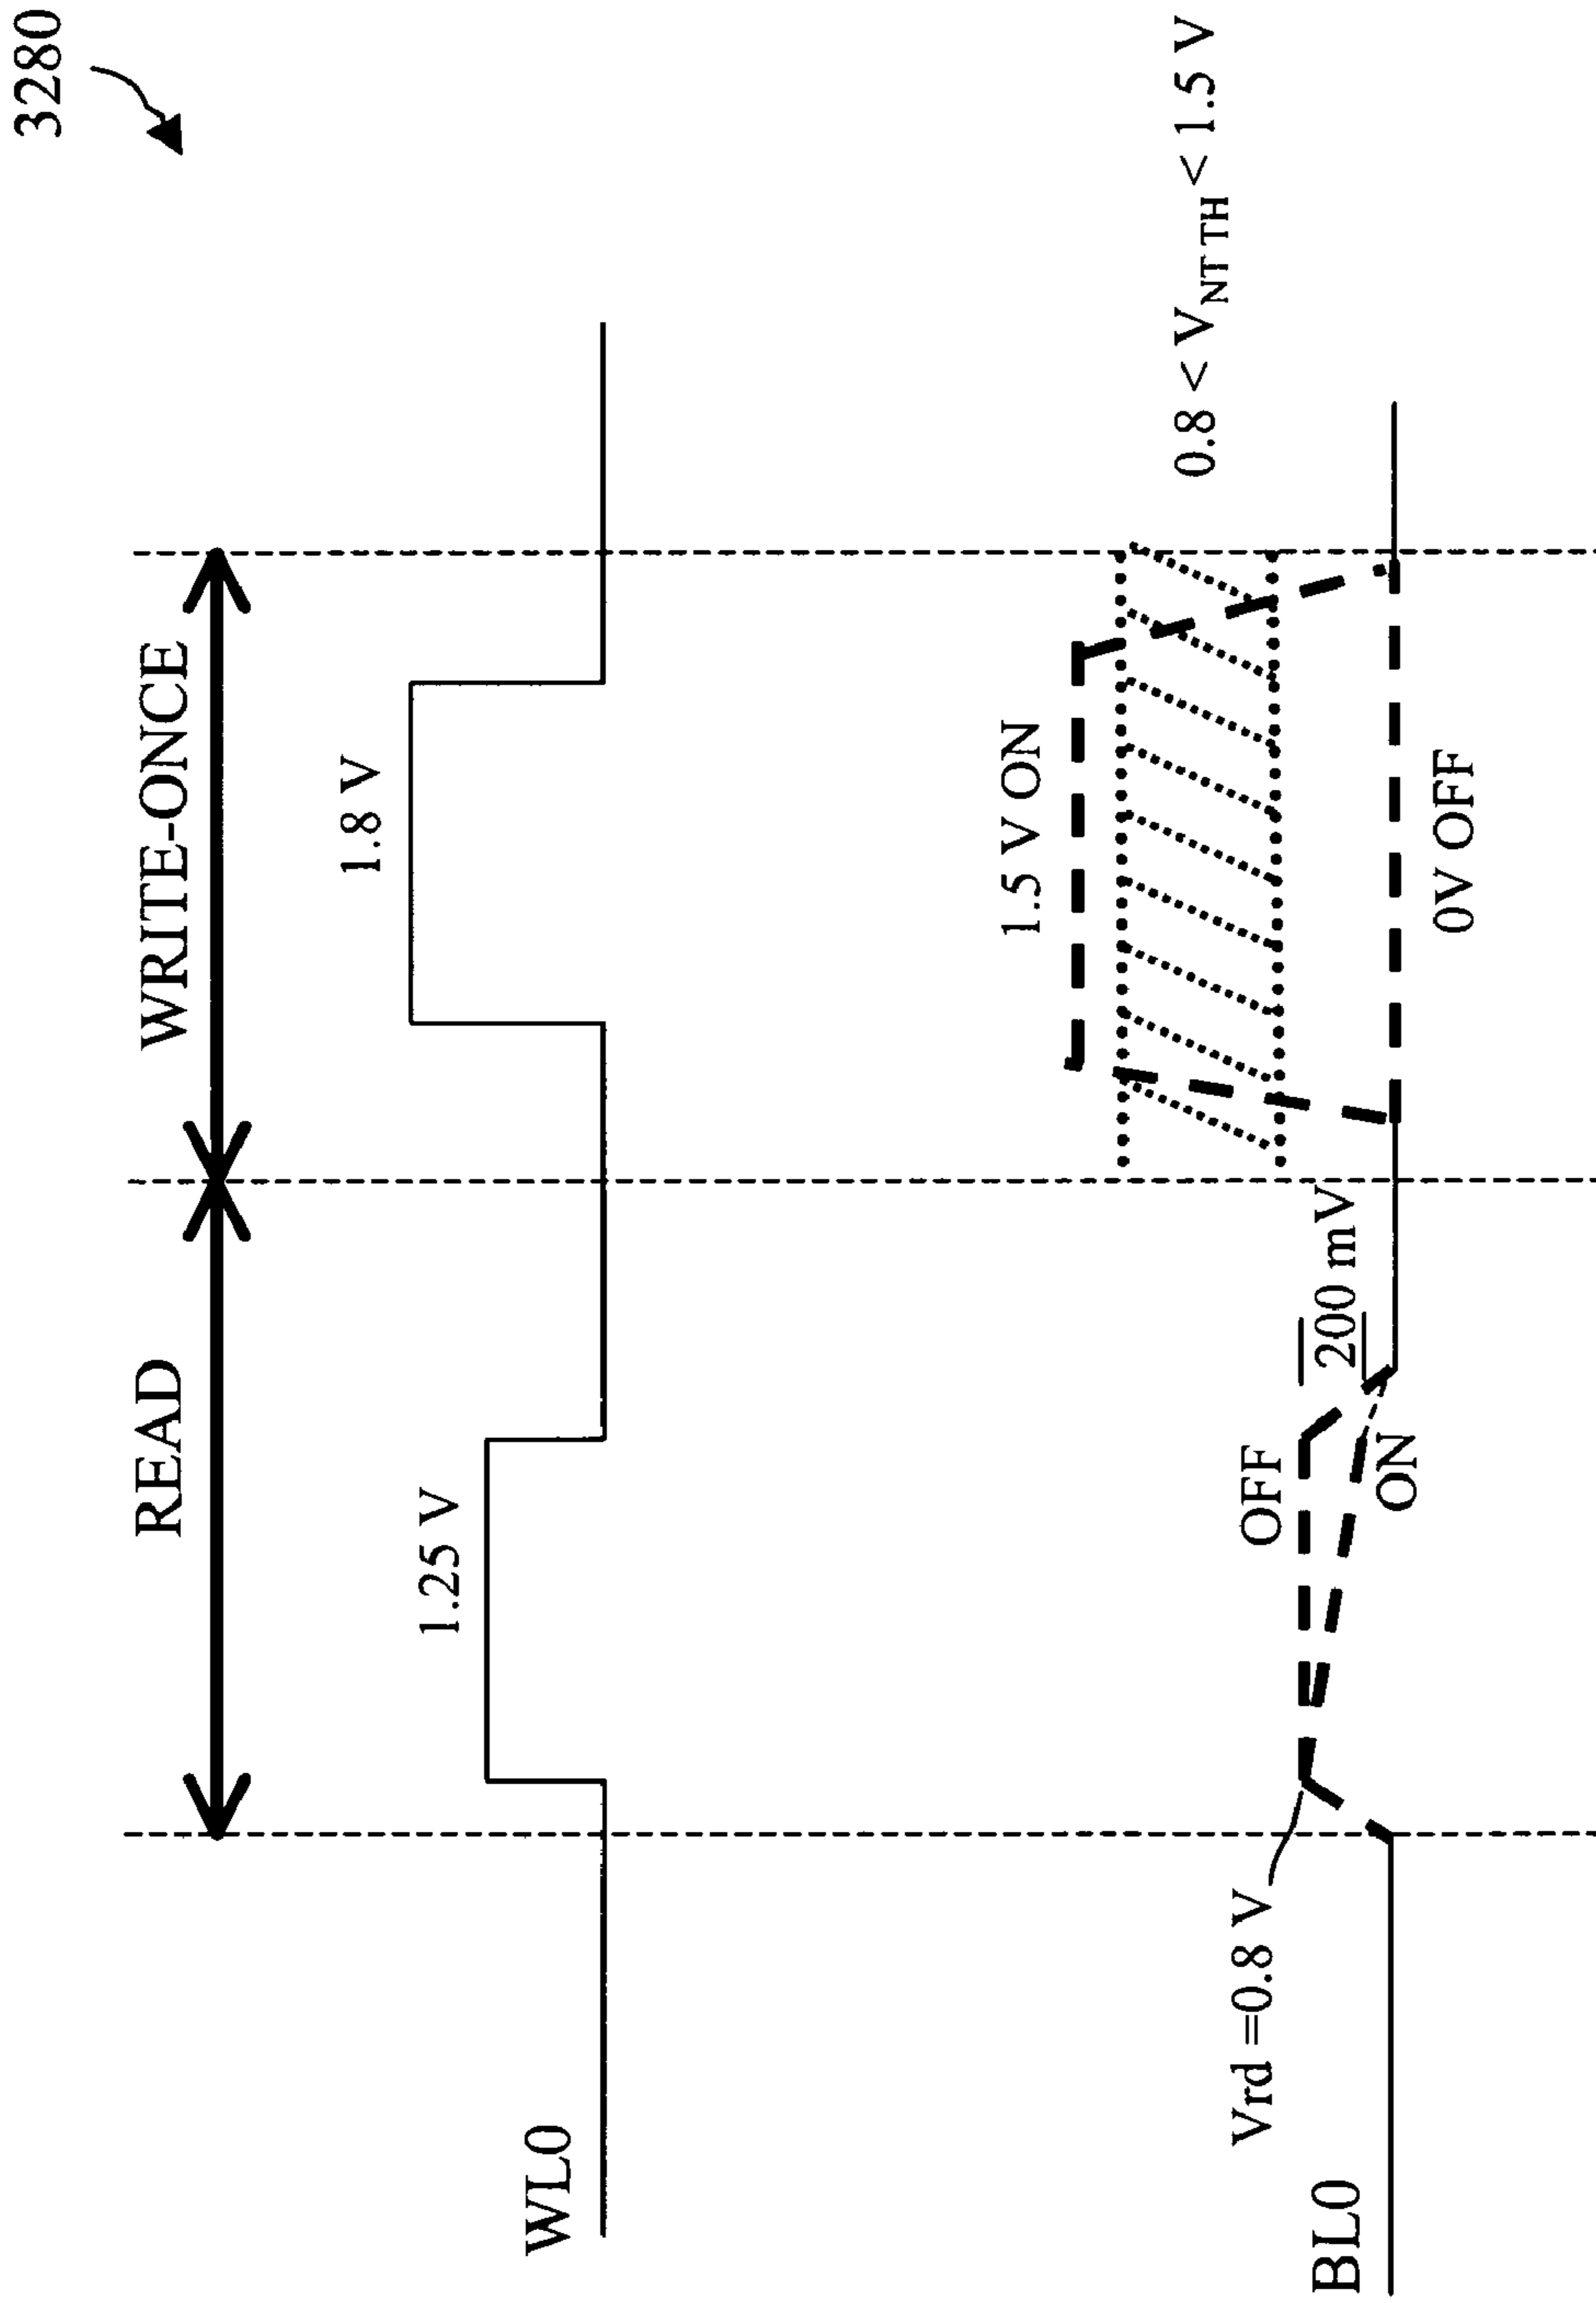 3280
READ
WRITE-ONCE
WL0
1.25 V
1.8 V
BL0
Vrd =0.8 V
OFF
ON
200 mV
1.5 V ON
0V OFF
0.8 < VNT TH < 1.5 V